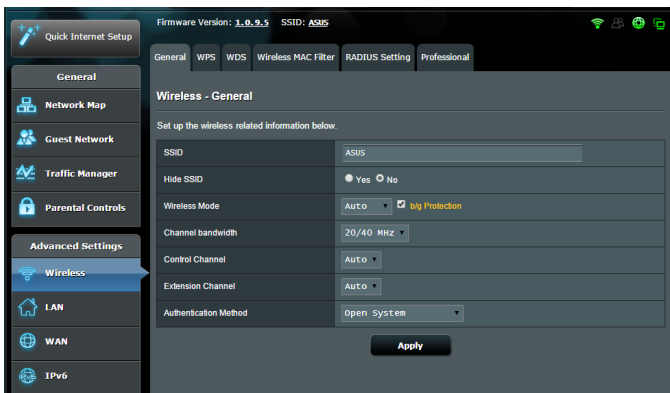 Quick Internet Setup
Firmware Version: 1.0.9.5 SSID: ASUS
General WPS WDS Wireless MAC Filter RADIUS Setting Professional
General
Network Map
Guest Network
Traffic Manager
Parental Controls
Advanced Settings
Wireless
LAN
WAN
IPv6
Wireless - General
Set up the wireless related information below.
SSID ASUS
Hide SSID Yes No
Wireless Mode Auto b/g Protection
Channel bandwidth 20/40 MHz
Control Channel Auto
Extension Channel Auto
Authentication Method Open System
Apply